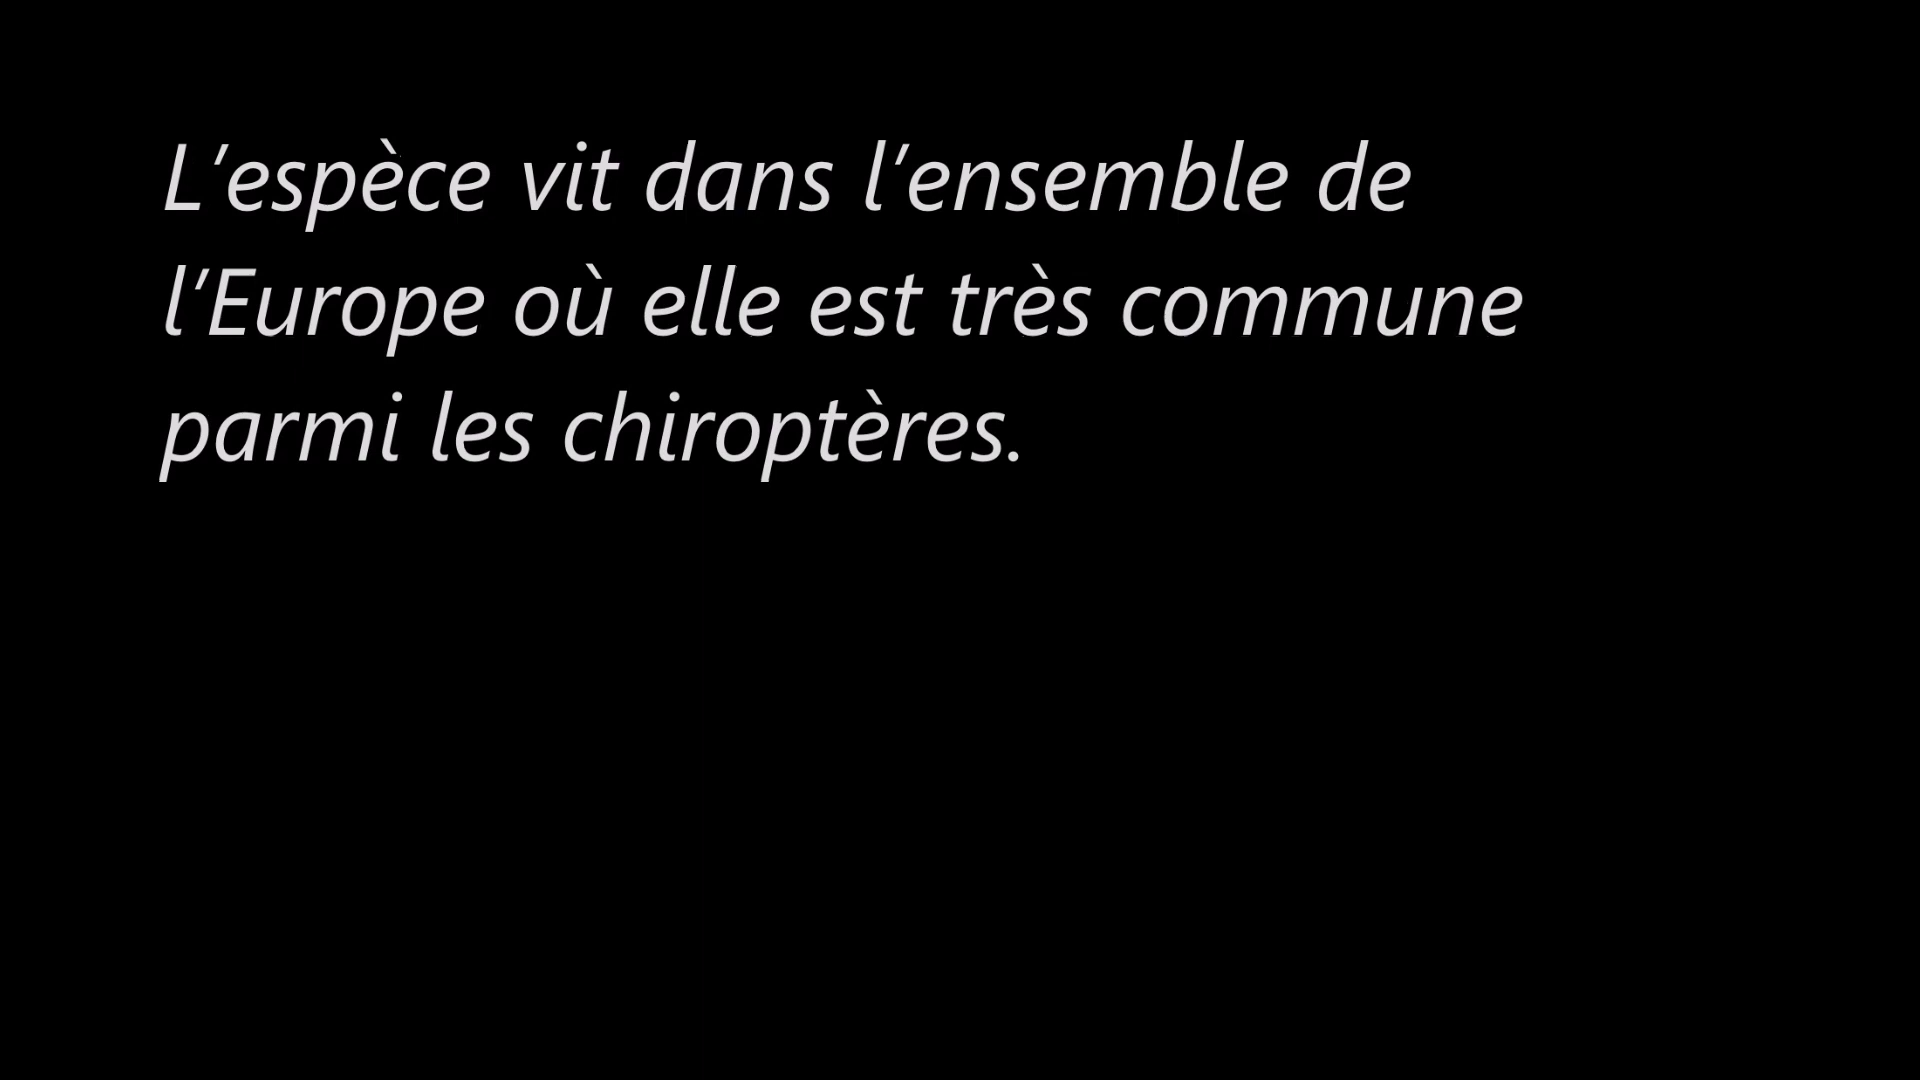 L’espèce vit dans l’ensemble de
l’Europe où elle est très commune
parmi les chiroptères.